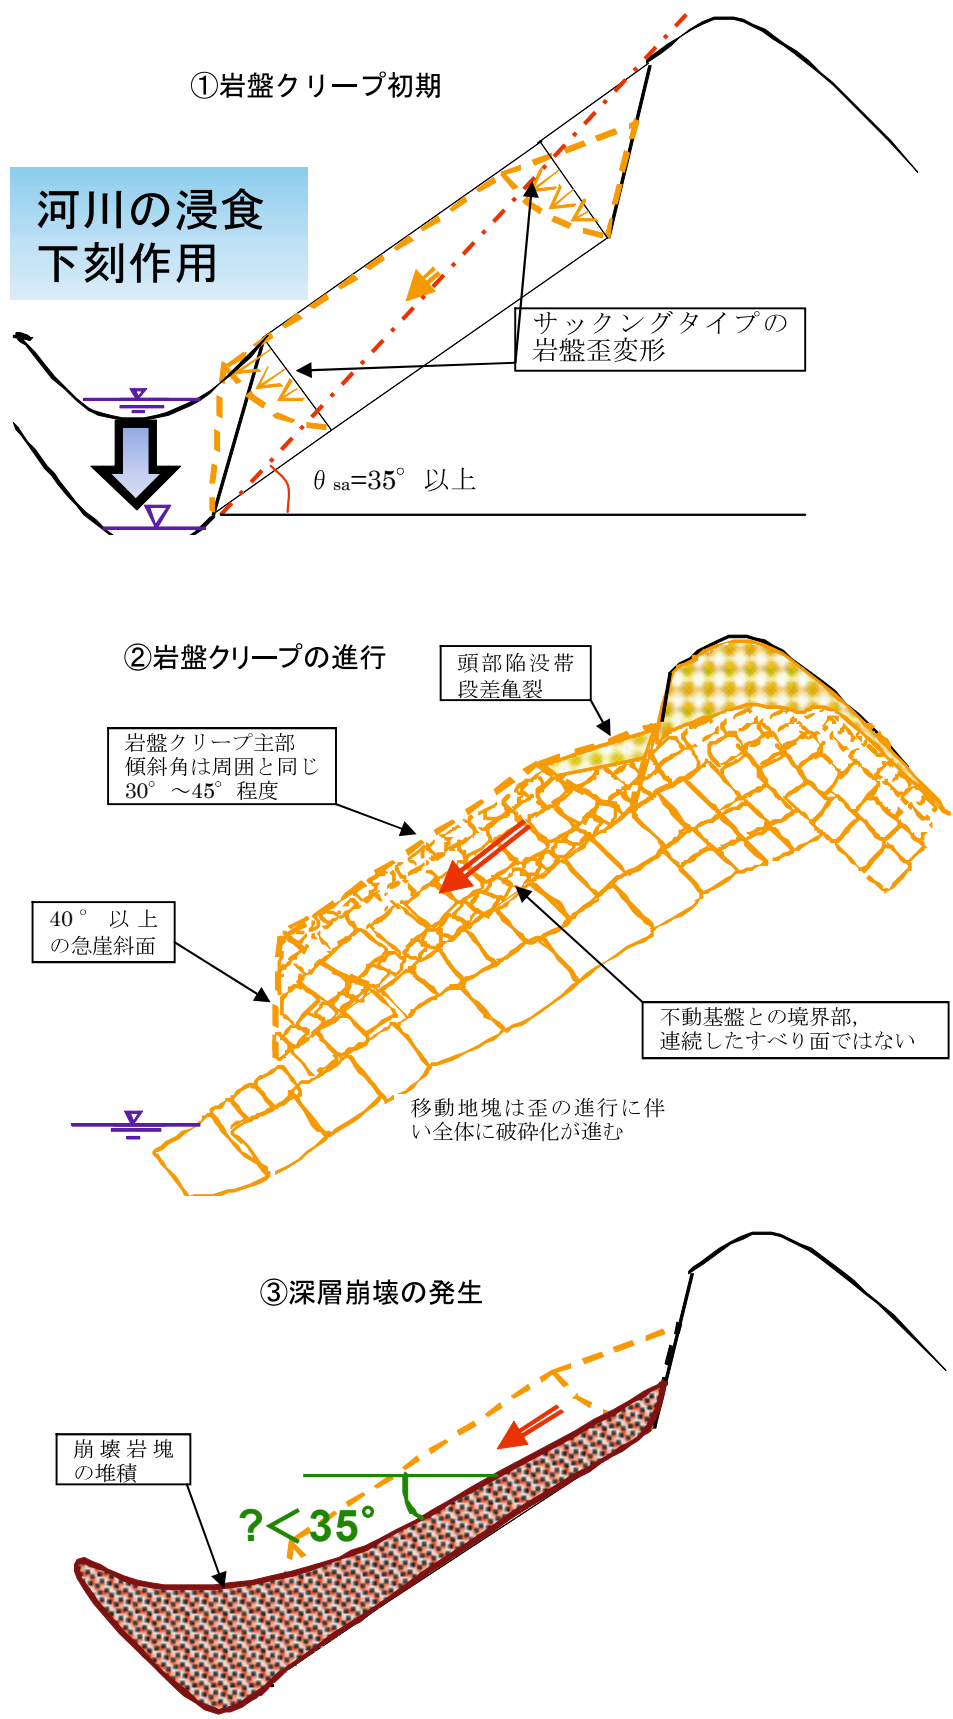 ①岩盤クリープ初期
河川の浸食
下刻作用
サックングタイプの
岩盤歪変形
θsa=35°以上
②岩盤クリープの進行
頭部陥没帯
段差亀裂
岩盤クリープ主部
傾斜角は周囲と同じ
30°～45°程度
40°以上
の急崖斜面
不動基盤との境界部，
連続したすべり面ではない
移動地塊は歪の進行に伴
い全体に破砕化が進む
③深層崩壊の発生
崩壊岩塊
の堆積
?＜35°